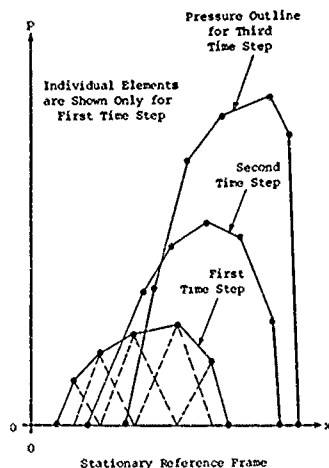 P
Pressure Outline
for Third
Time Step
Individual Elements
are Shown Only for
First Time Step
Second
Time Step
First
Time Step
0
x
0
Stationary Reference Frame